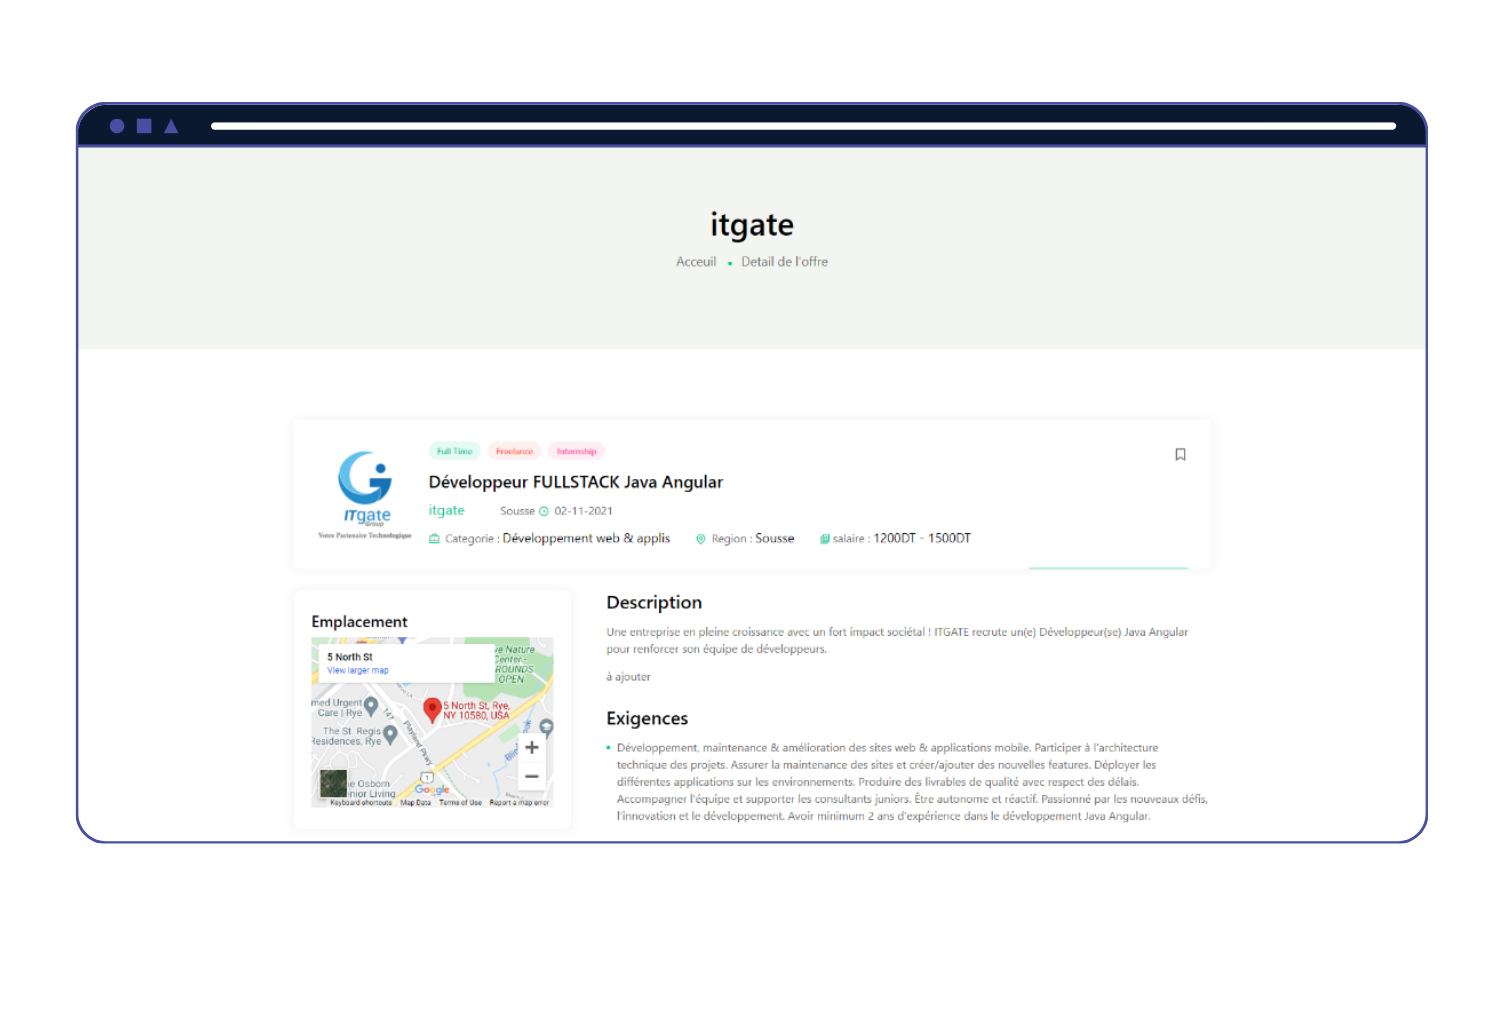 itgate
Acceuil • Detail de l'offre
Full Time Freelance Internship
Développeur FULLSTACK Java Angular
itgate Sousse 02-11-2021
Categorie : Développement web & applis Region : Sousse salaire : 1200DT - 1500DT
ITgate
Group
Votre Partenaire Technologique
Emplacement
5 North St
View larger map
ve Nature
Center -
ROUNDS
OPEN
med Urgent
Care | Rye
147
5 North St, Rye,
NY 10580, USA
The St. Regis
Residences, Rye
Playland Pkwy
Blind
1
ie Osborn
nior Living
Google
Keyboard shortcuts Map Data Terms of Use Report a map error
Description
Une entreprise en pleine croissance avec un fort impact sociétal ! ITGATE recrute un(e) Développeur(se) Java Angular
pour renforcer son équipe de développeurs.
à ajouter
Exigences
Développement, maintenance & amélioration des sites web & applications mobile. Participer à l'architecture
technique des projets. Assurer la maintenance des sites et créer/ajouter des nouvelles features. Déployer les
différentes applications sur les environnements. Produire des livrables de qualité avec respect des délais.
Accompagner l'équipe et supporter les consultants juniors. Être autonome et réactif. Passionné par les nouveaux défis,
l'innovation et le développement. Avoir minimum 2 ans d'expérience dans le développement Java Angular.